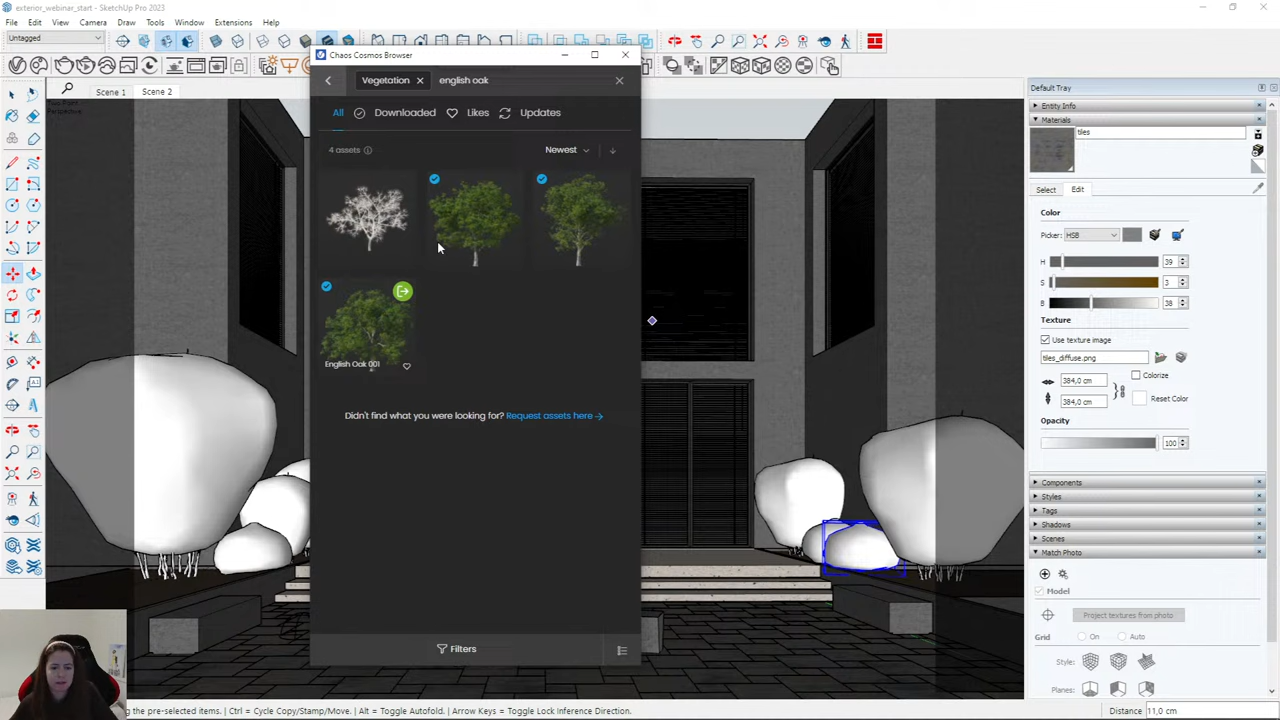 exterior_webinar_start* - SketchUp Pro 2023
File Edit View Camera Draw Tools Window Extensions Help
Untagged
Chaos Cosmos Browser
Vegetation english oak
All Downloaded Likes Updates
4 assets Newest
English Oak 001
Didn't find what you were looking for? Request assets here
Filters
Scene 1 Scene 2
Perspective
Default Tray
Entity Info
Materials
tiles
Select Edit
Color
Picker: HSB
H 39
S 3
B 38
Texture
Use texture image
tiles_diffuse.png
384,0 cm Colorize
384,0 cm Reset Color
Opacity
100
Components
Styles
Tags
Shadows
Scenes
Match Photo
Model
Project textures from photo
Grid On Auto
Style:
Planes:
the pre-selected items. | Ctrl = Cycle Copy/Stamp/Move. | Alt = Toggle Autofold. | Arrow Keys = Toggle Lock Inference Direction.
Distance 11,0 cm